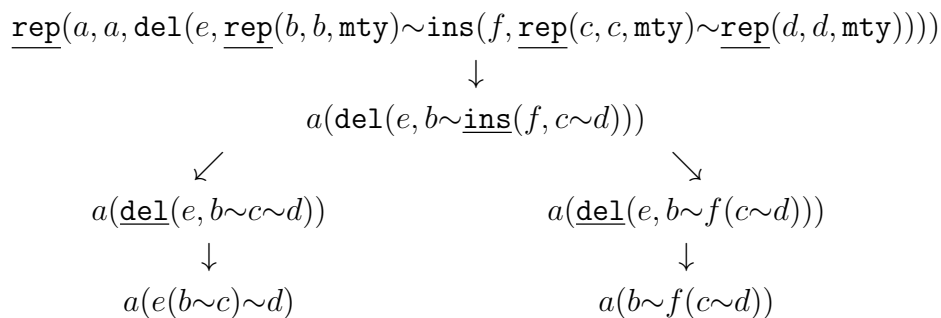 rep(a, a, del(e, rep(b, b, mty)∼ins(f, rep(c, c, mty)∼rep(d, d, mty))))
a(del(e, b∼ins(f, c∼d)))
a(del(e, b∼c∼d)) a(del(e, b∼f(c∼d)))
a(e(b∼c)∼d) a(b∼f(c∼d))